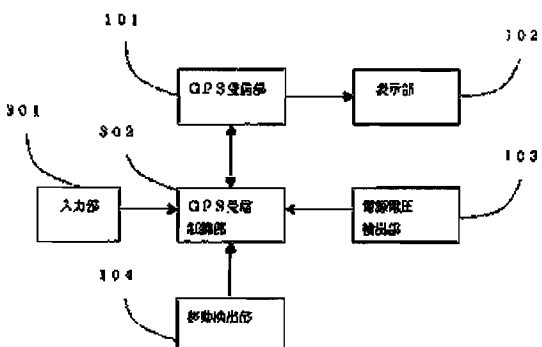 101
102
GPS受信部
表示部
301
302
103
入力部
GPS受信
制御部
電源電圧
検出部
104
移動検出部